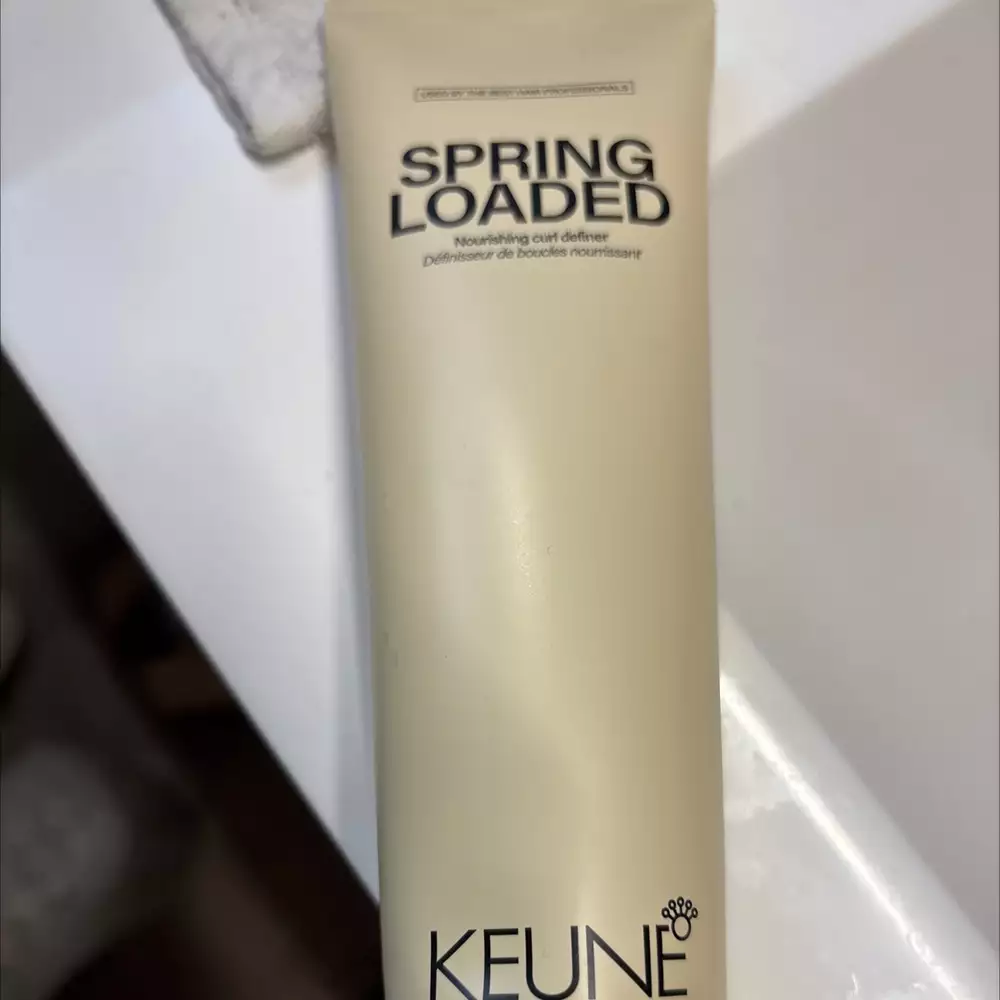 USED BY THE BEST HAIR PROFESSIONALS
SPRING
LOADED
Nourishing curl definer
Définisseur de boucles nourrissant
KEUNE